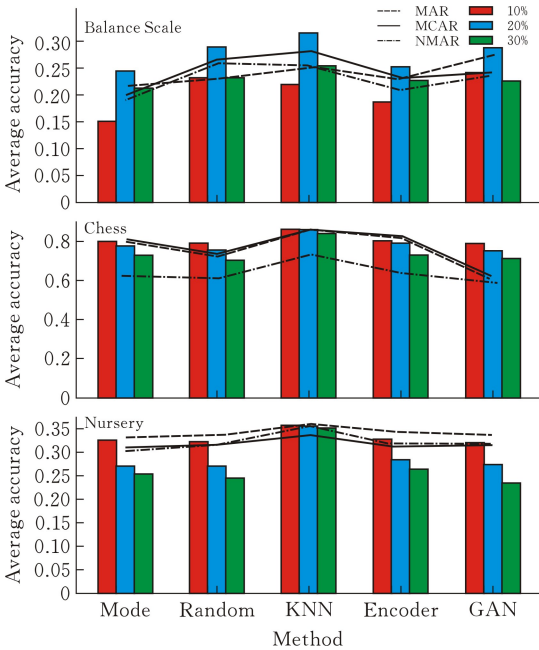 Balance Scale
MAR 10%
MCAR 20%
NMAR 30%
Average accuracy
0.30
0.25
0.20
0.15
0.10
0.05
0
Chess
Average accuracy
0.8
0.6
0.4
0.2
0
Nursery
Average accuracy
0.35
0.30
0.25
0.20
0.15
0.10
0.05
0
Mode Random KNN Encoder GAN
Method